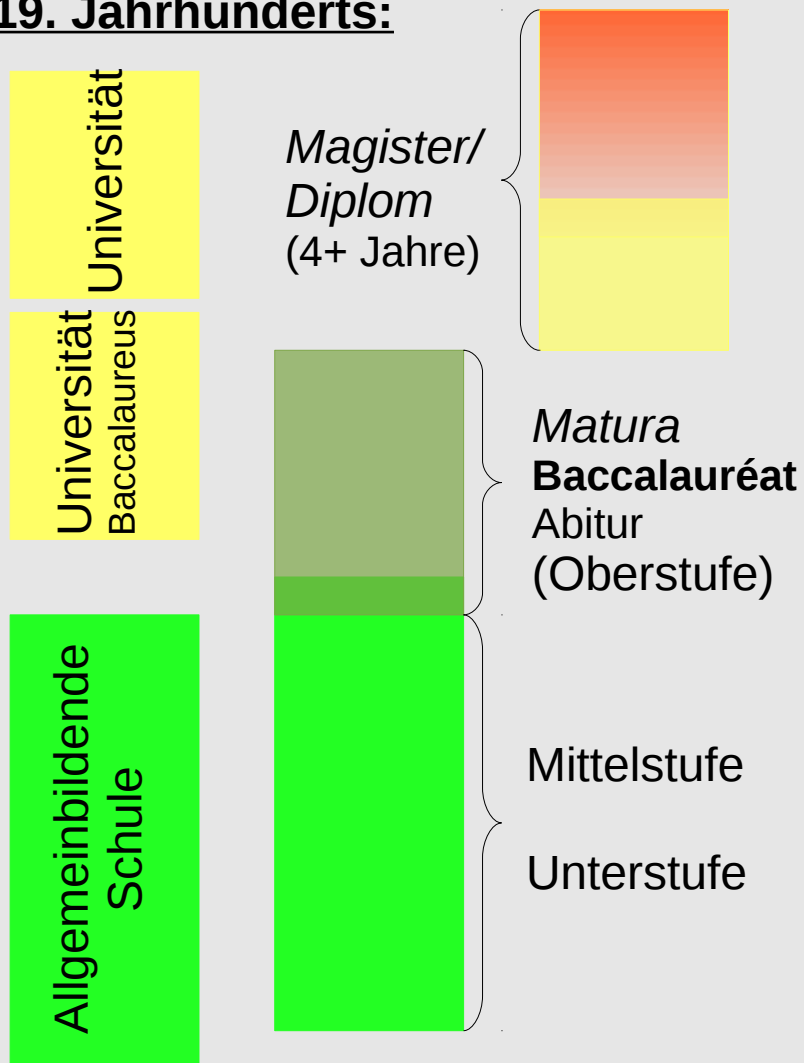 19. Jahrhunderts:
Universität
Magister/
Diplom
(4+ Jahre)
Universität
Baccalaureus
Matura
Baccalauréat
Abitur
(Oberstufe)
Allgemeinbildende
Schule
Mittelstufe
Unterstufe